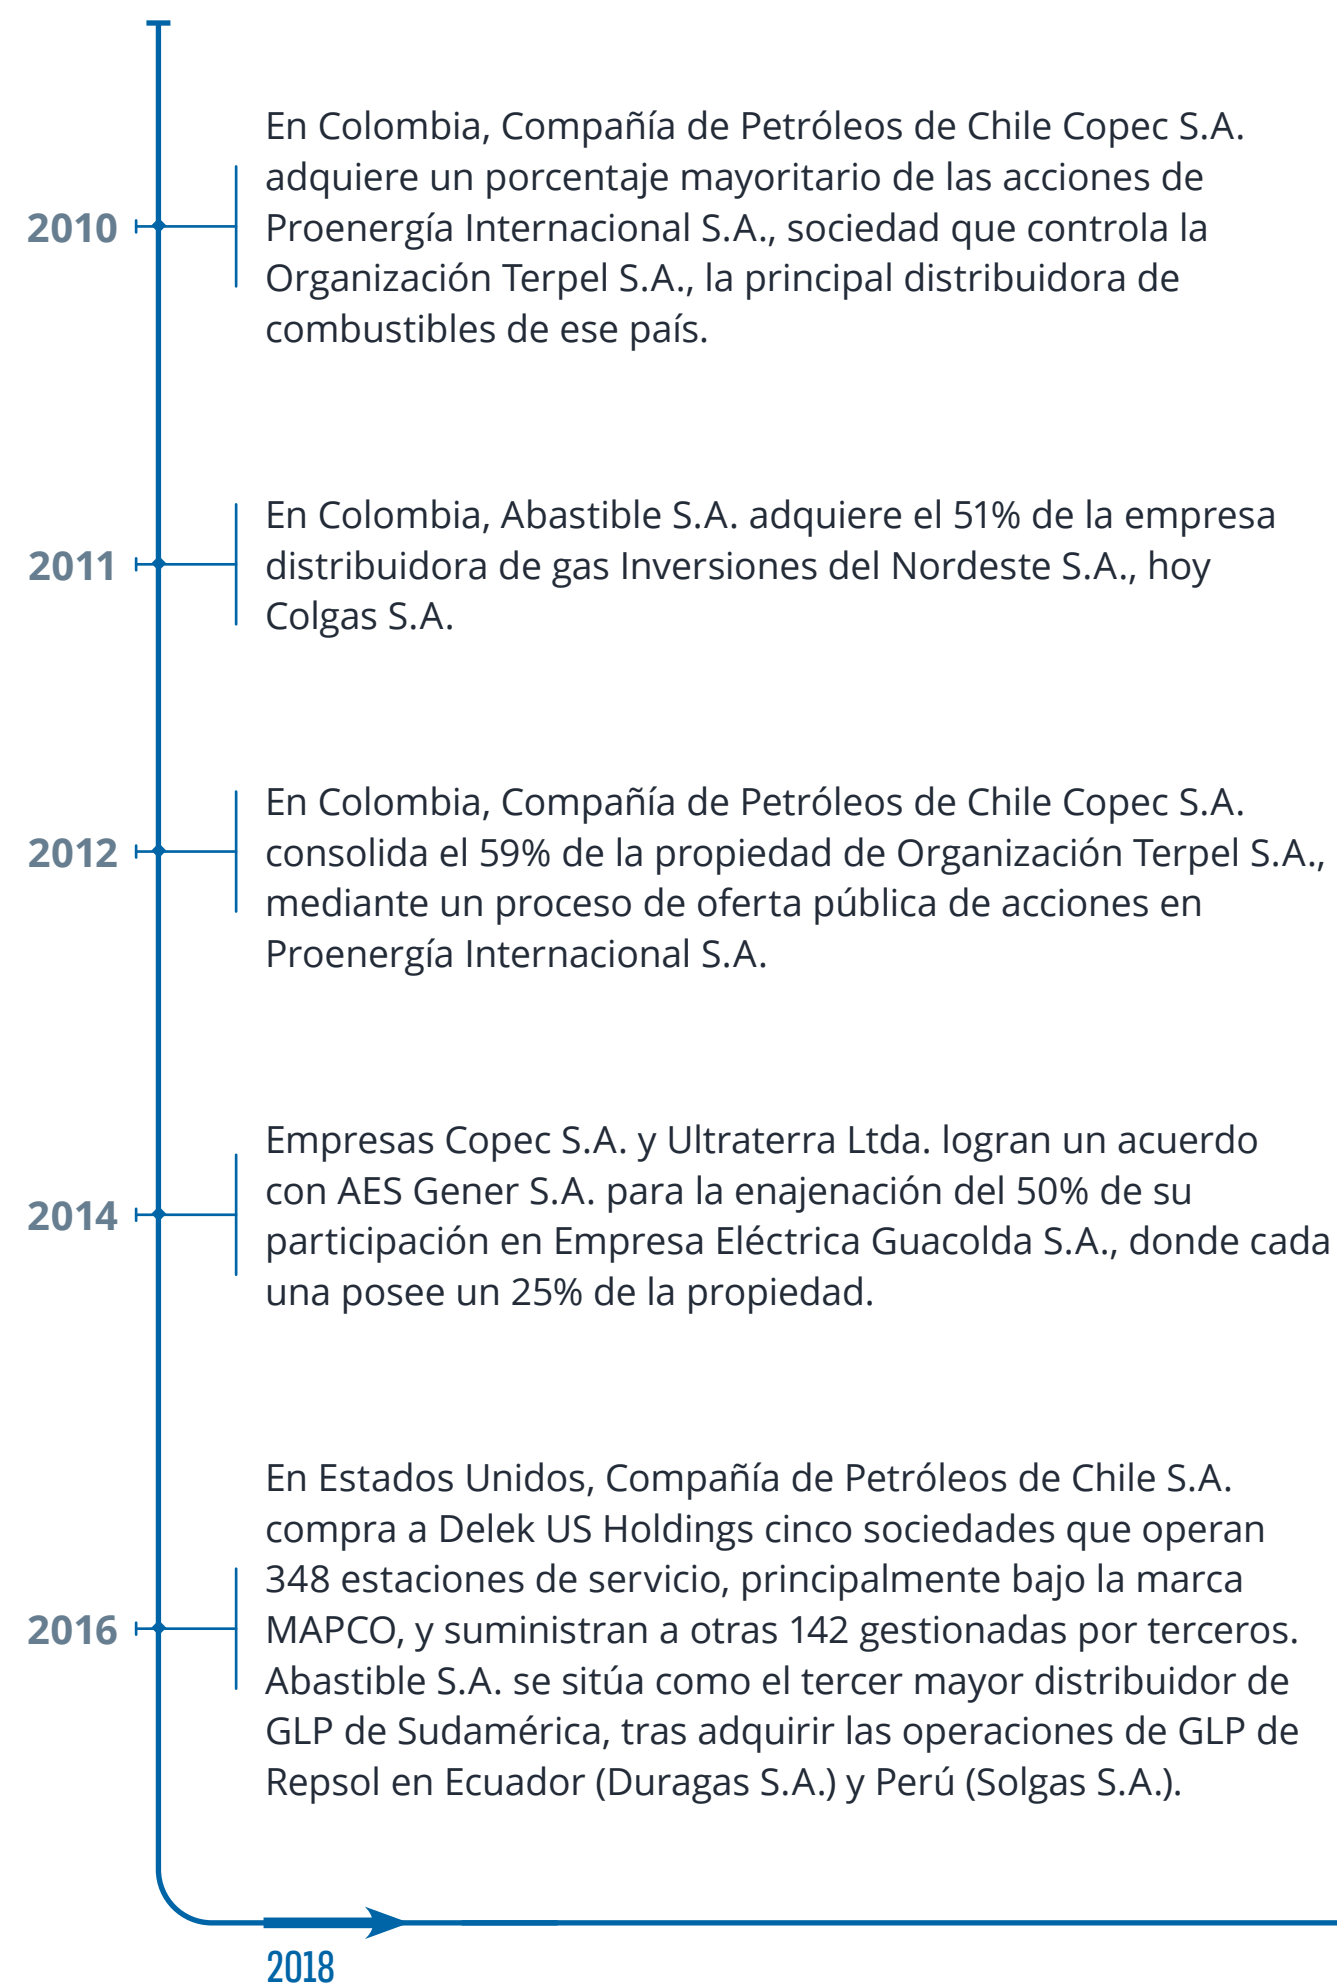 En Colombia, Compañía de Petróleos de Chile Copec S.A.
adquiere un porcentaje mayoritario de las acciones de
2010
Proenergía Internacional S.A., sociedad que controla la
Organización Terpel S.A., la principal distribuidora de
combustibles de ese país.
En Colombia, Abastible S.A. adquiere el 51% de la empresa
2011
distribuidora de gas Inversiones del Nordeste S.A., hoy
Colgas S.A.
En Colombia, Compañía de Petróleos de Chile Copec S.A.
2012
consolida el 59% de la propiedad de Organización Terpel S.A.,
mediante un proceso de oferta pública de acciones en
Proenergía Internacional S.A.
Empresas Copec S.A. y Ultraterra Ltda. logran un acuerdo
con AES Gener S.A. para la enajenación del 50% de su
2014
participación en Empresa Eléctrica Guacolda S.A., donde cada
una posee un 25% de la propiedad.
En Estados Unidos, Compañía de Petróleos de Chile S.A.
compra a Delek US Holdings cinco sociedades que operan
348 estaciones de servicio, principalmente bajo la marca
2016
MAPCO, y suministran a otras 142 gestionadas por terceros.
Abastible S.A. se sitúa como el tercer mayor distribuidor de
GLP de Sudamérica, tras adquirir las operaciones de GLP de
Repsol en Ecuador (Duragas S.A.) y Perú (Solgas S.A.).
2018